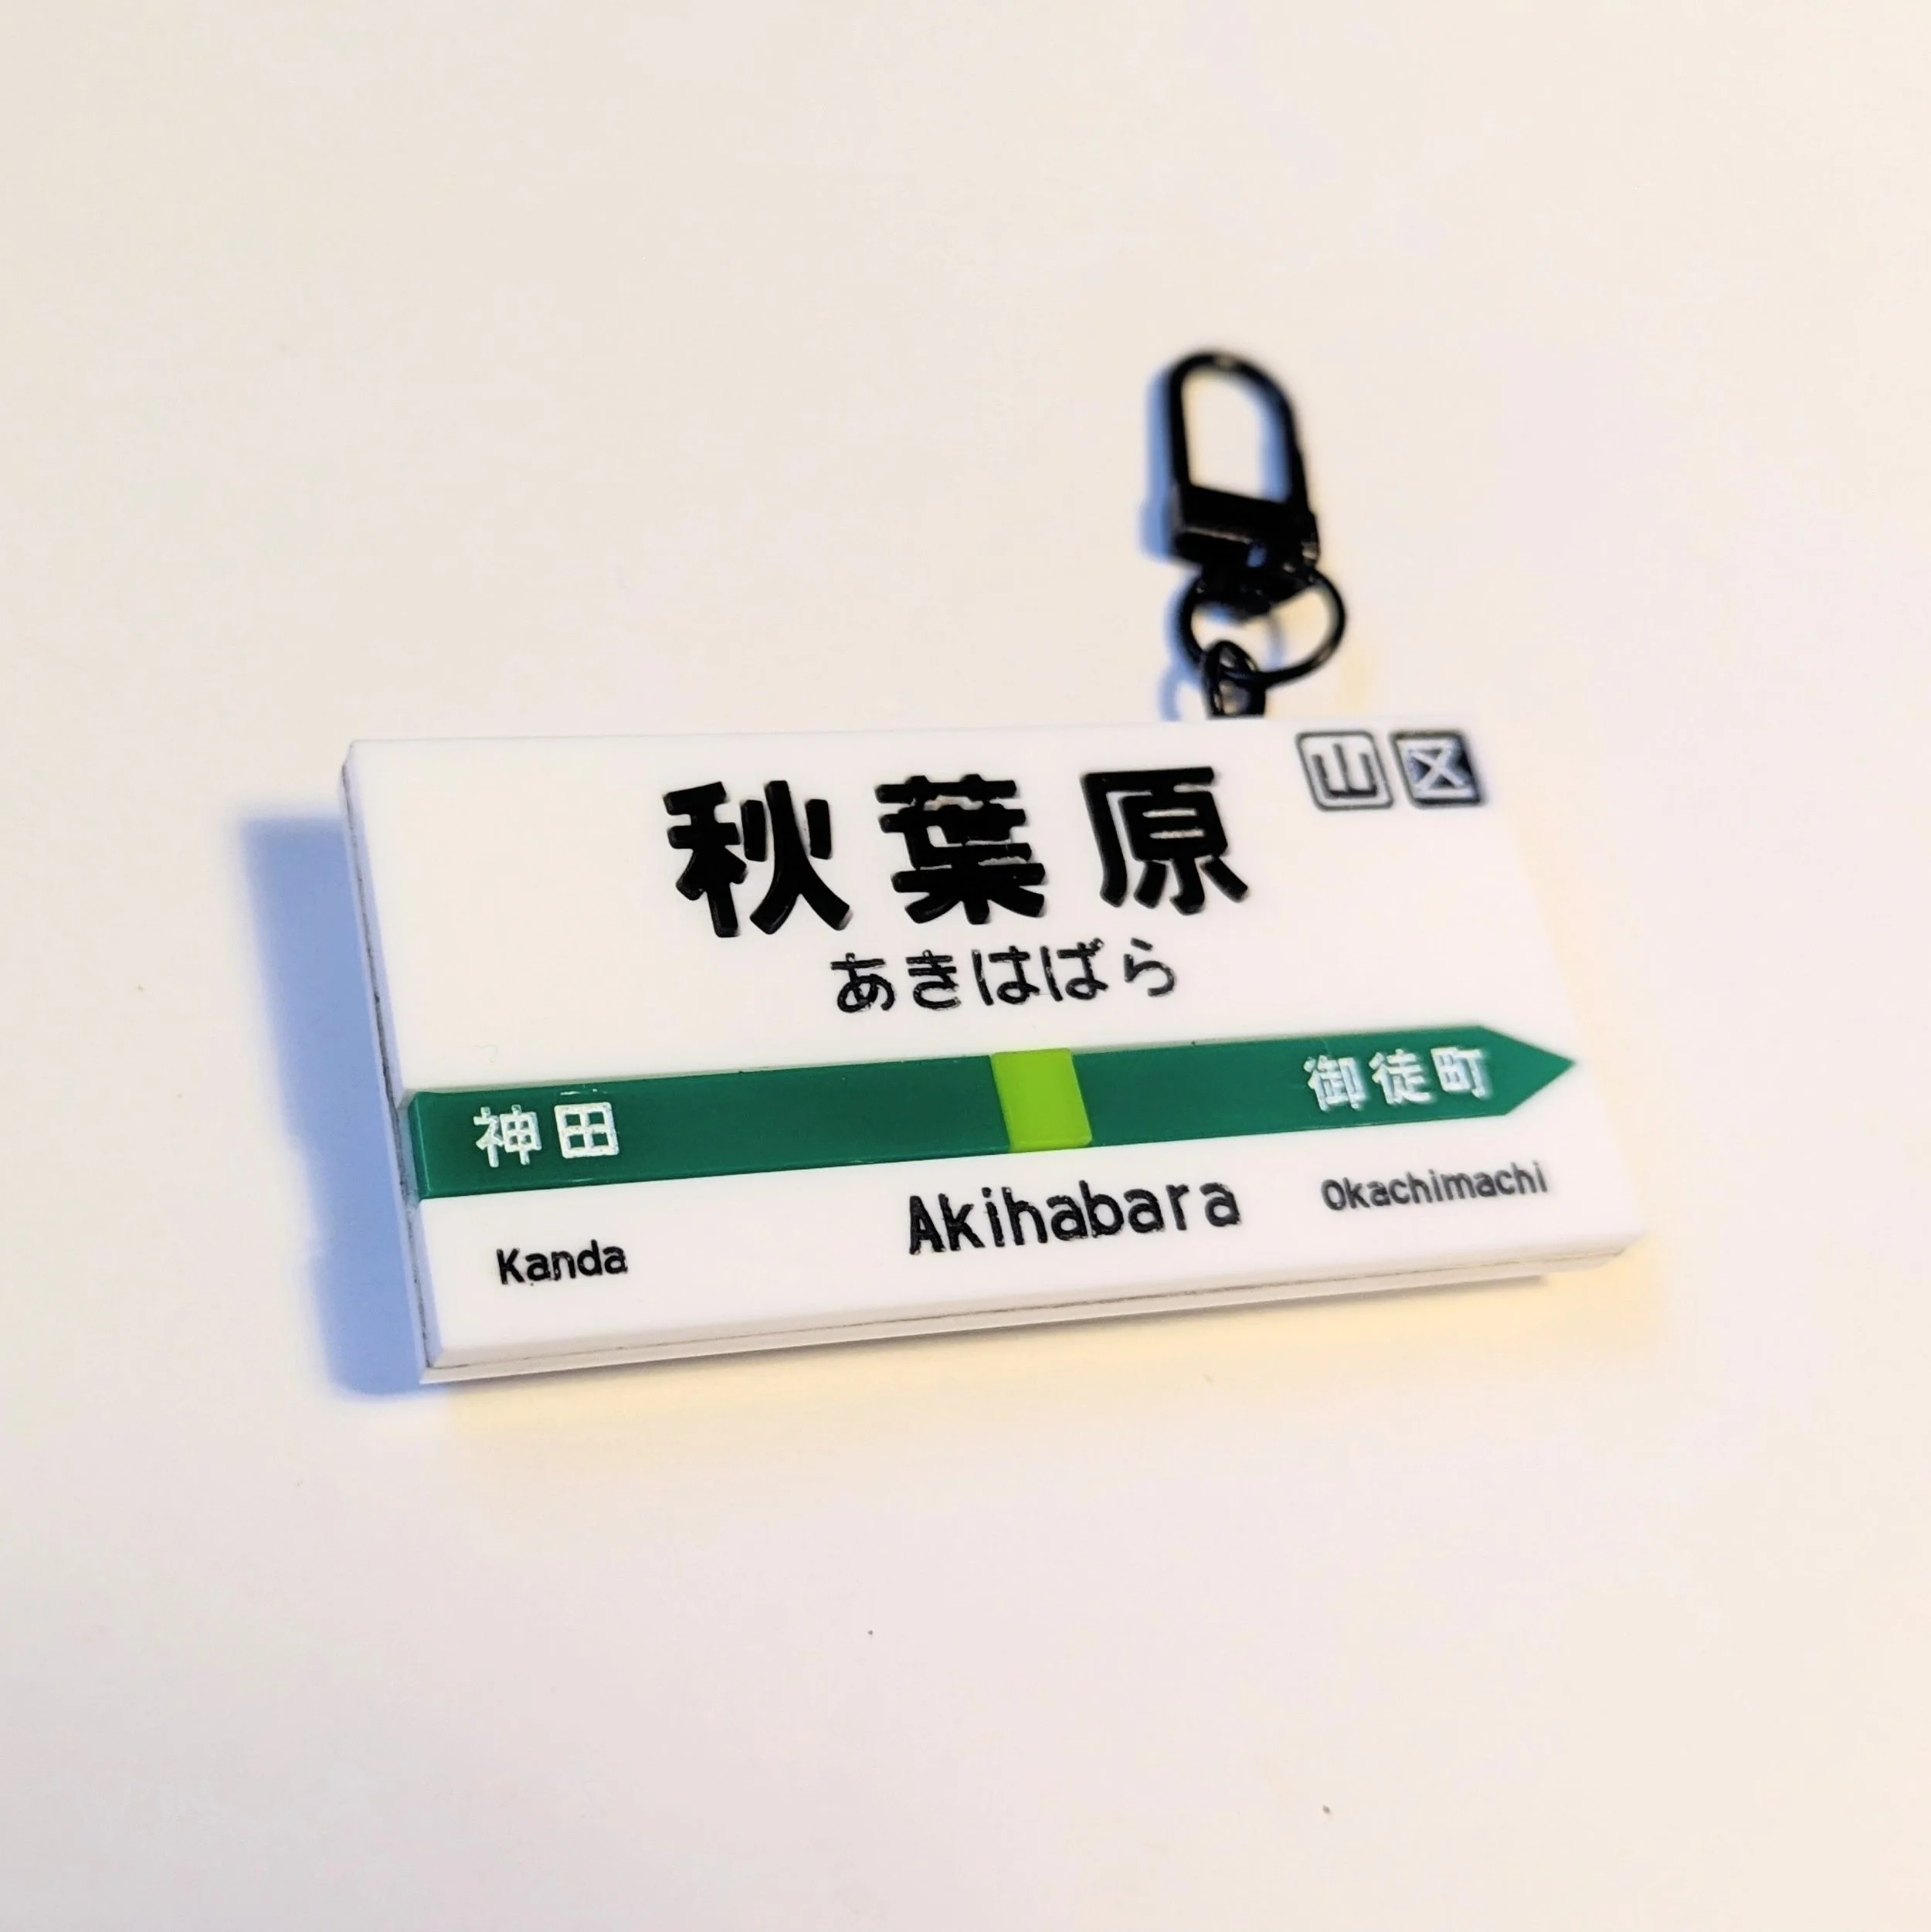 山 区
秋葉原
あきはばら
神田 御徒町
Kanda Akihabara Okachimachi